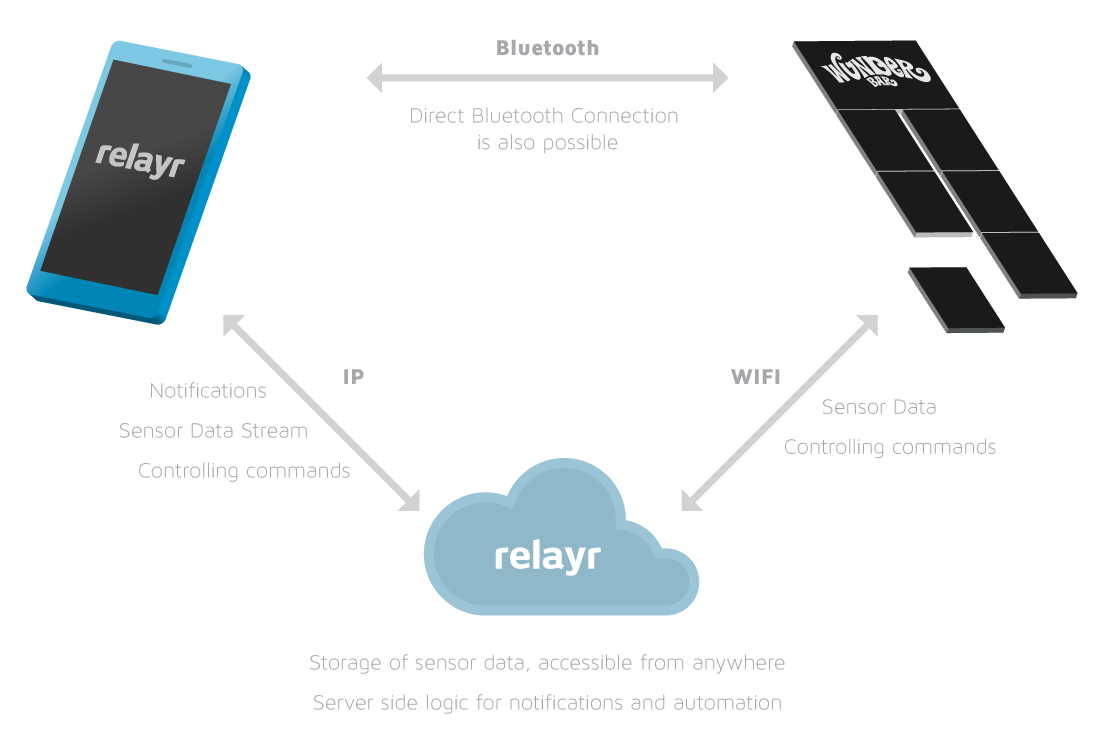 Bluetooth
Direct Bluetooth Connection
is also possible
relayr
WUNDER
BAR
IP
Notifications
Sensor Data Stream
Controlling commands
WIFI
Sensor Data
Controlling commands
relayr
Storage of sensor data, accessible from anywhere
Server side logic for notifications and automation